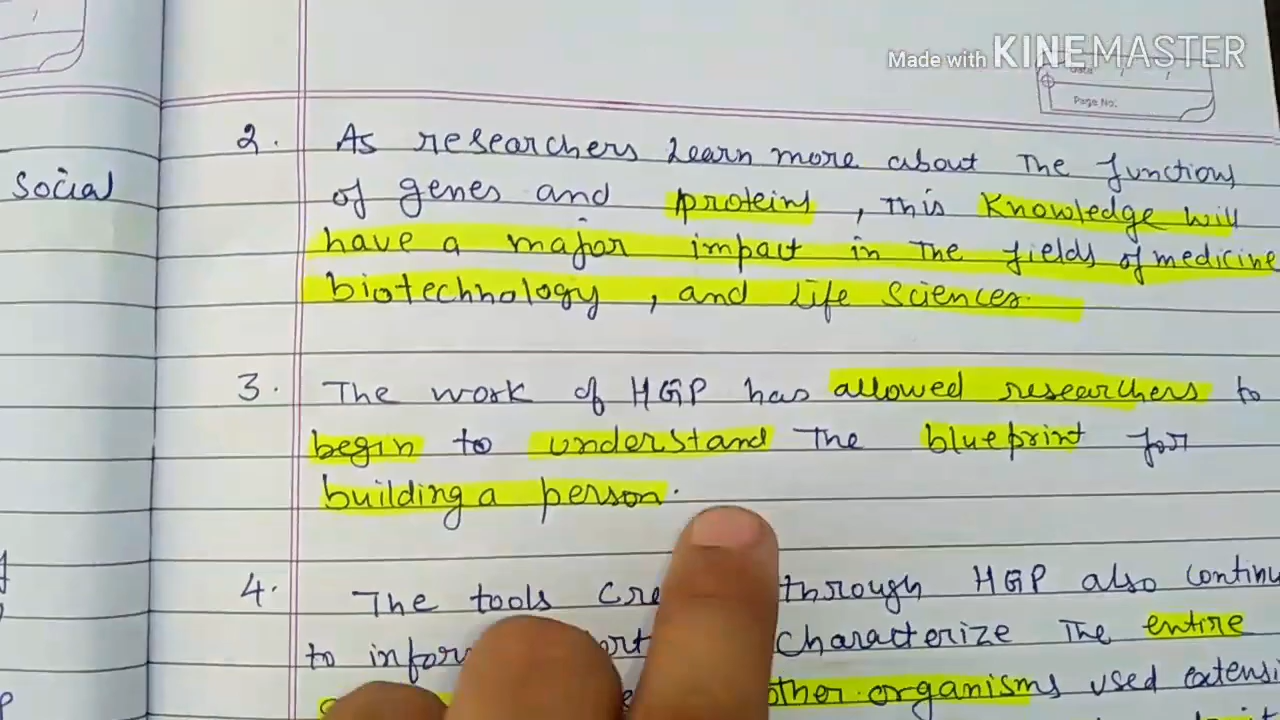 Made with KINEMASTER
Page No.
Social
2. As researchers learn more about the functions
of genes and proteins, this knowledge will
have a major impact in the fields of medicine
biotechnology, and life sciences.
3. The work of HGP has allowed researchers to
begin to understand the blueprint for
building a person.
4. The tools through HGP also
to characterize the entire
other organisms used